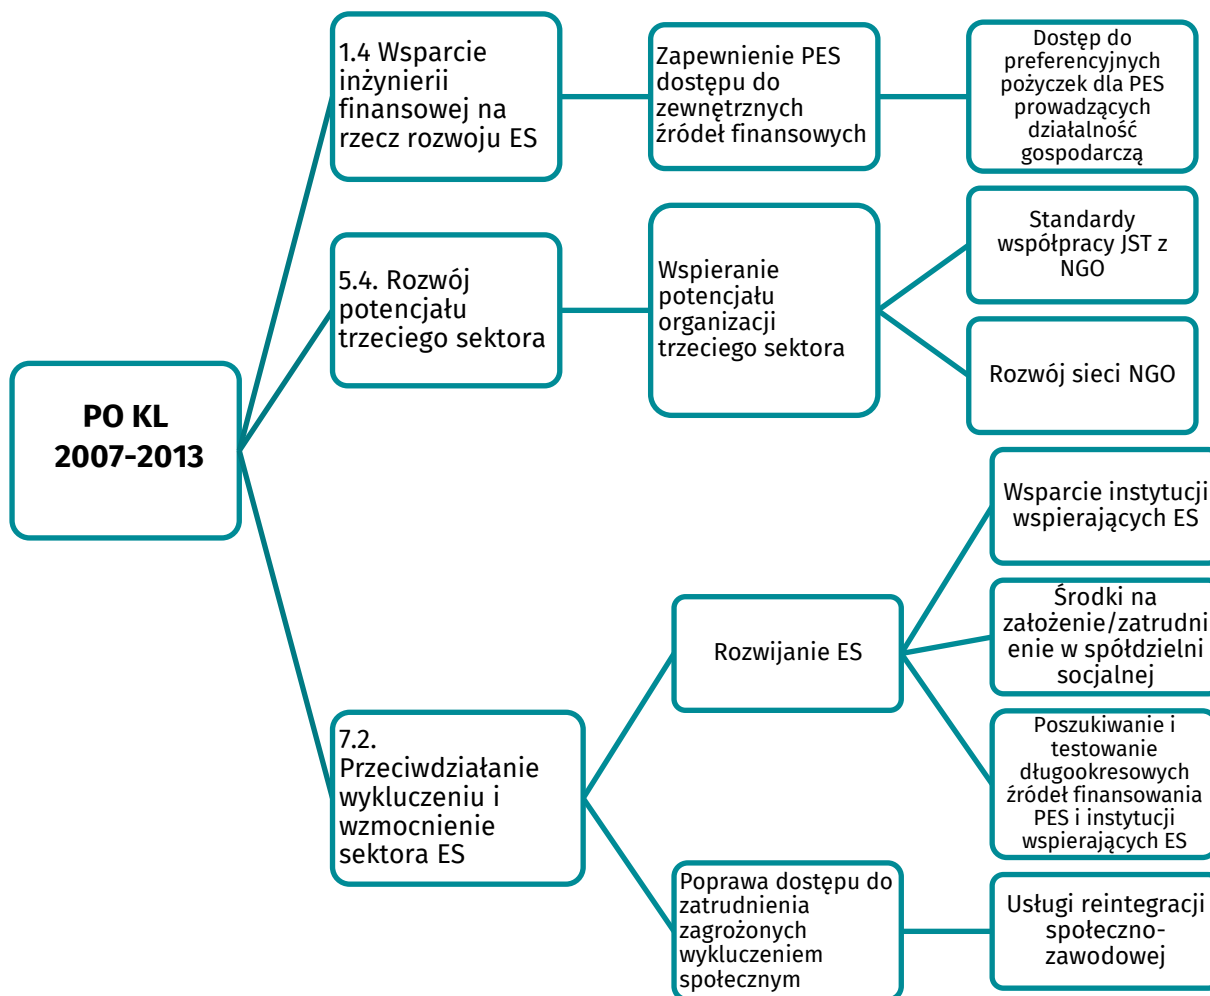 PO KL
2007-2013
1.4 Wsparcie
inżynierii
finansowej na
rzecz rozwoju ES
Zapewnienie PES
dostępu do
zewnętrznych
źródeł finansowych
Dostęp do
preferencyjnych
pożyczek dla PES
prowadzących
działalność
gospodarczą
5.4. Rozwój
potencjału
trzeciego sektora
Wspieranie
potencjału
organizacji
trzeciego sektora
Standardy
współpracy JST z
NGO
Rozwój sieci NGO
7.2.
Przeciwdziałanie
wykluczeniu i
wzmocnienie
sektora ES
Rozwijanie ES
Wsparcie instytucji
wspierających ES
Środki na
założenie/zatrudni
enie w spółdzielni
socjalnej
Poszukiwanie i
testowanie
długookresowych
źródeł finansowania
PES i instytucji
wspierających ES
Poprawa dostępu do
zatrudnienia
zagrożonych
wykluczeniem
społecznym
Usługi reintegracji
społeczno-
zawodowej